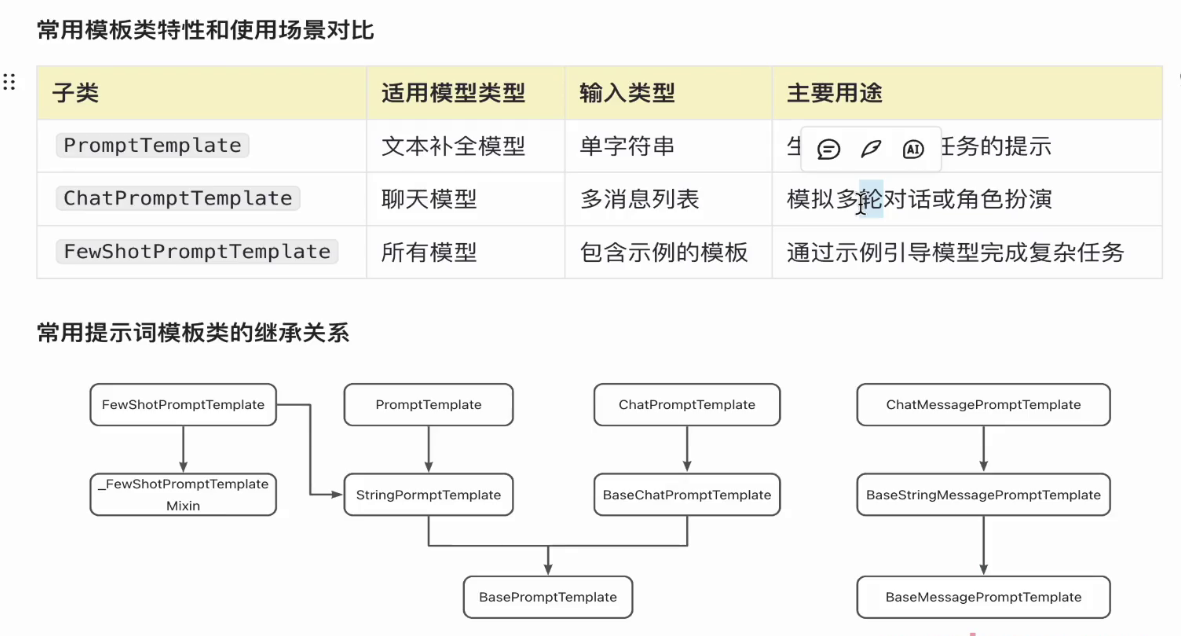 常用模板类特性和使用场景对比
子类 适用模型类型 输入类型 主要用途
PromptTemplate 文本补全模型 单字符串 生 任务的提示
AI
ChatPromptTemplate 聊天模型 多消息列表 模拟多轮对话或角色扮演
FewShotPromptTemplate 所有模型 包含示例的模板 通过示例引导模型完成复杂任务
常用提示词模板类的继承关系
FewShotPromptTemplate PromptTemplate ChatPromptTemplate ChatMessagePromptTemplate
_FewShotPromptTemplate
Mixin
StringPormptTemplate BaseChatPromptTemplate BaseStringMessagePromptTemplate
BasePromptTemplate BaseMessagePromptTemplate